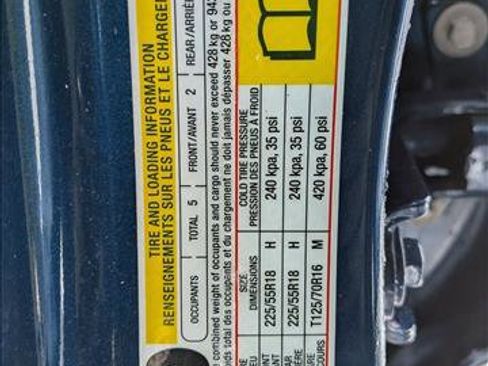 TIRE AND LOADING INFORMATION
RENSEIGNEMENTS SUR LES PNEUS ET LE CHARGE
OCCUPANTS TOTAL 5 FRONT/AVANT 2 REAR/ARRIÈ
combined weight of occupants and cargo should never exceed 428 kg or 94
total des occupants et du chargement ne doit jamais dépasser 428 kg ou
SIZE
DIMENSIONS
COLD TIRE PRESSURE
PRESSION DES PNEUS À FROID
225/55R18 H 240 kpa, 35 psi
225/55R18 H 240 kpa, 35 psi
T125/70R16 M 420 kpa, 60 psi